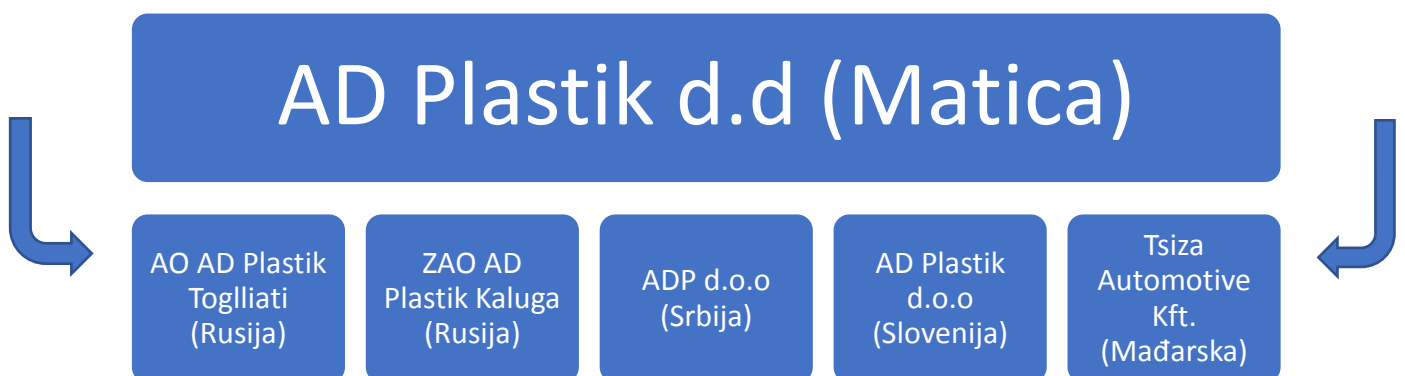 AD Plastik d.d (Matica)
AO AD Plastik
Toglliati
(Rusija)
ZAO AD
Plastik Kaluga
(Rusija)
ADP d.o.o
(Srbija)
AD Plastik
d.o.o
(Slovenija)
Tsiza
Automotive
Kft.
(Mađarska)